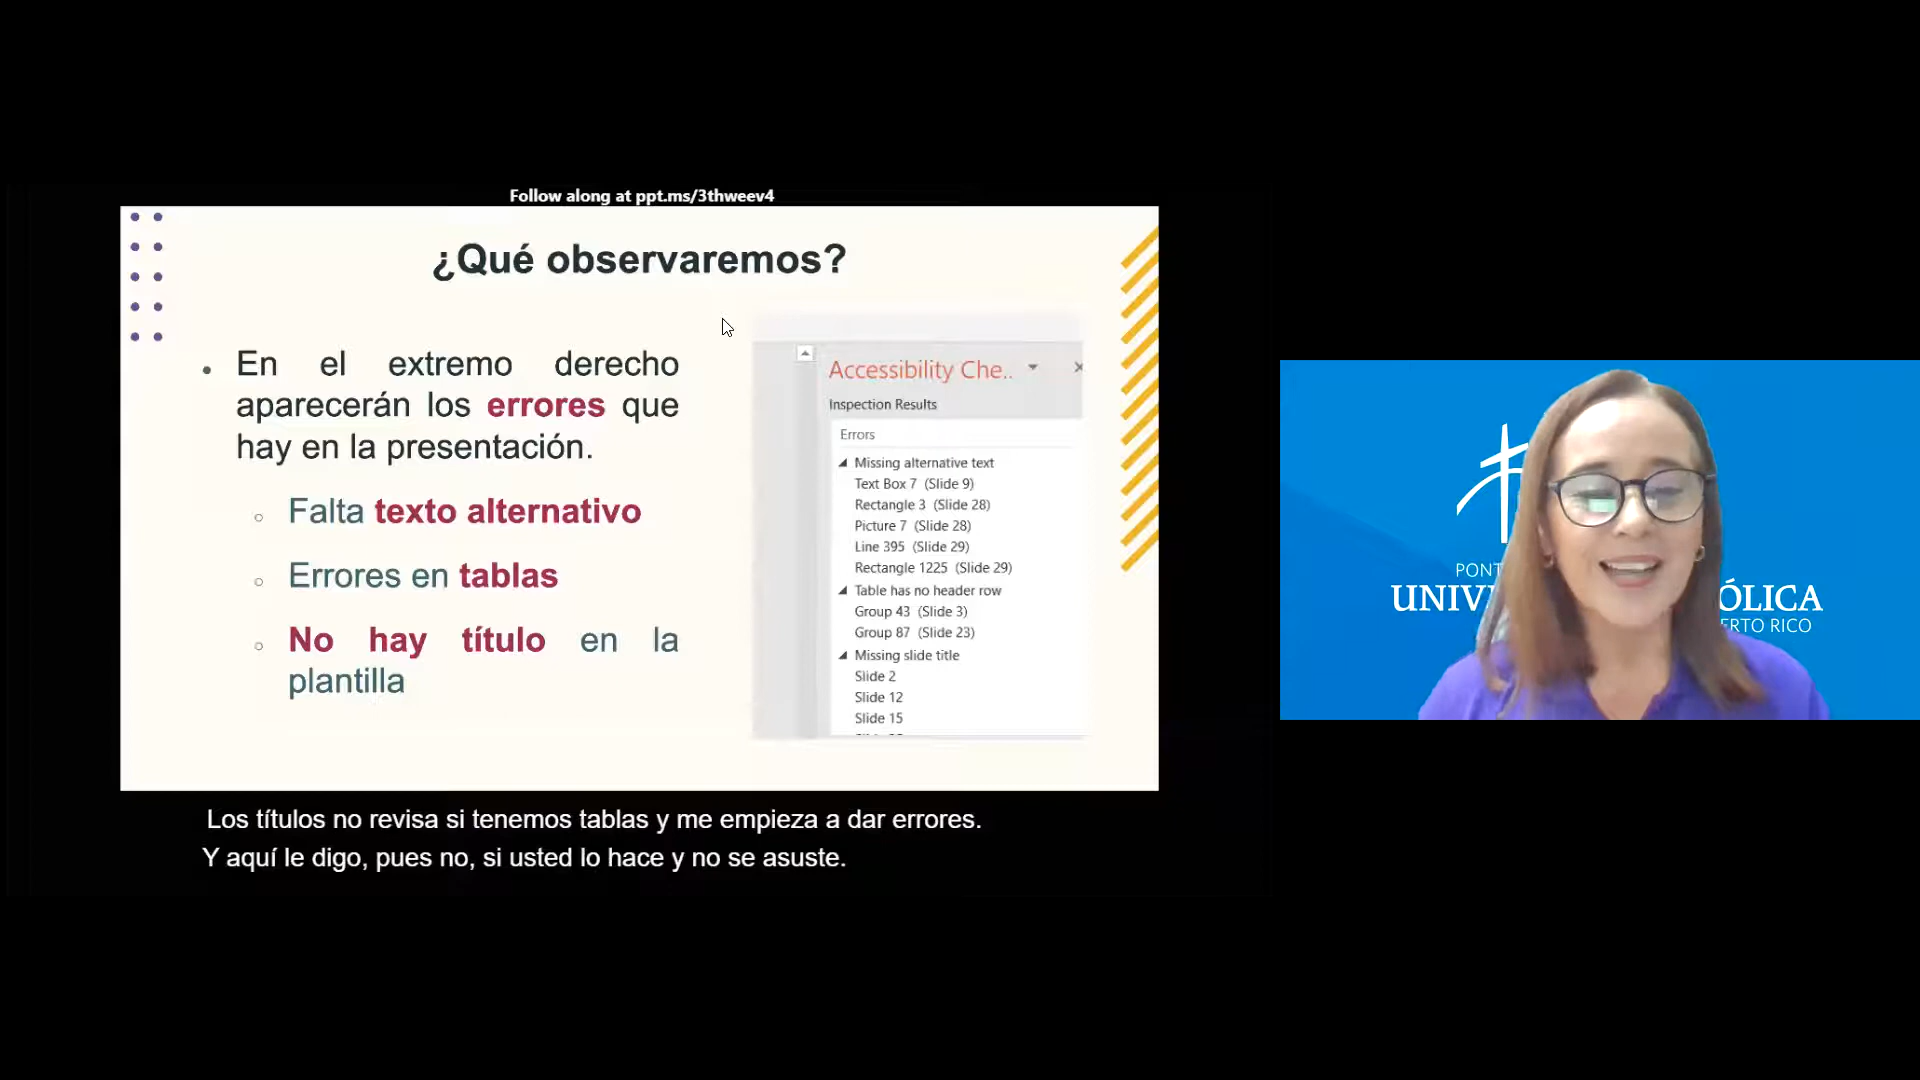 Follow along at ppt.ms/3thweev4
¿Qué observaremos?
• En el extremo derecho
aparecerán los errores que
hay en la presentación.
○ Falta texto alternativo
○ Errores en tablas
○ No hay título en la
plantilla
Accessibility Che..
Inspection Results
Errors
Missing alternative text
Text Box 7 (Slide 9)
Rectangle 3 (Slide 28)
Picture 7 (Slide 28)
Line 395 (Slide 29)
Rectangle 1225 (Slide 29)
Table has no header row
Group 43 (Slide 3)
Group 87 (Slide 23)
Missing slide title
Slide 2
Slide 12
Slide 15
Los títulos no revisa si tenemos tablas y me empieza a dar errores.
Y aquí le digo, pues no, si usted lo hace y no se asuste.
PONT
UNIV ÓLICA
ERTO RICO